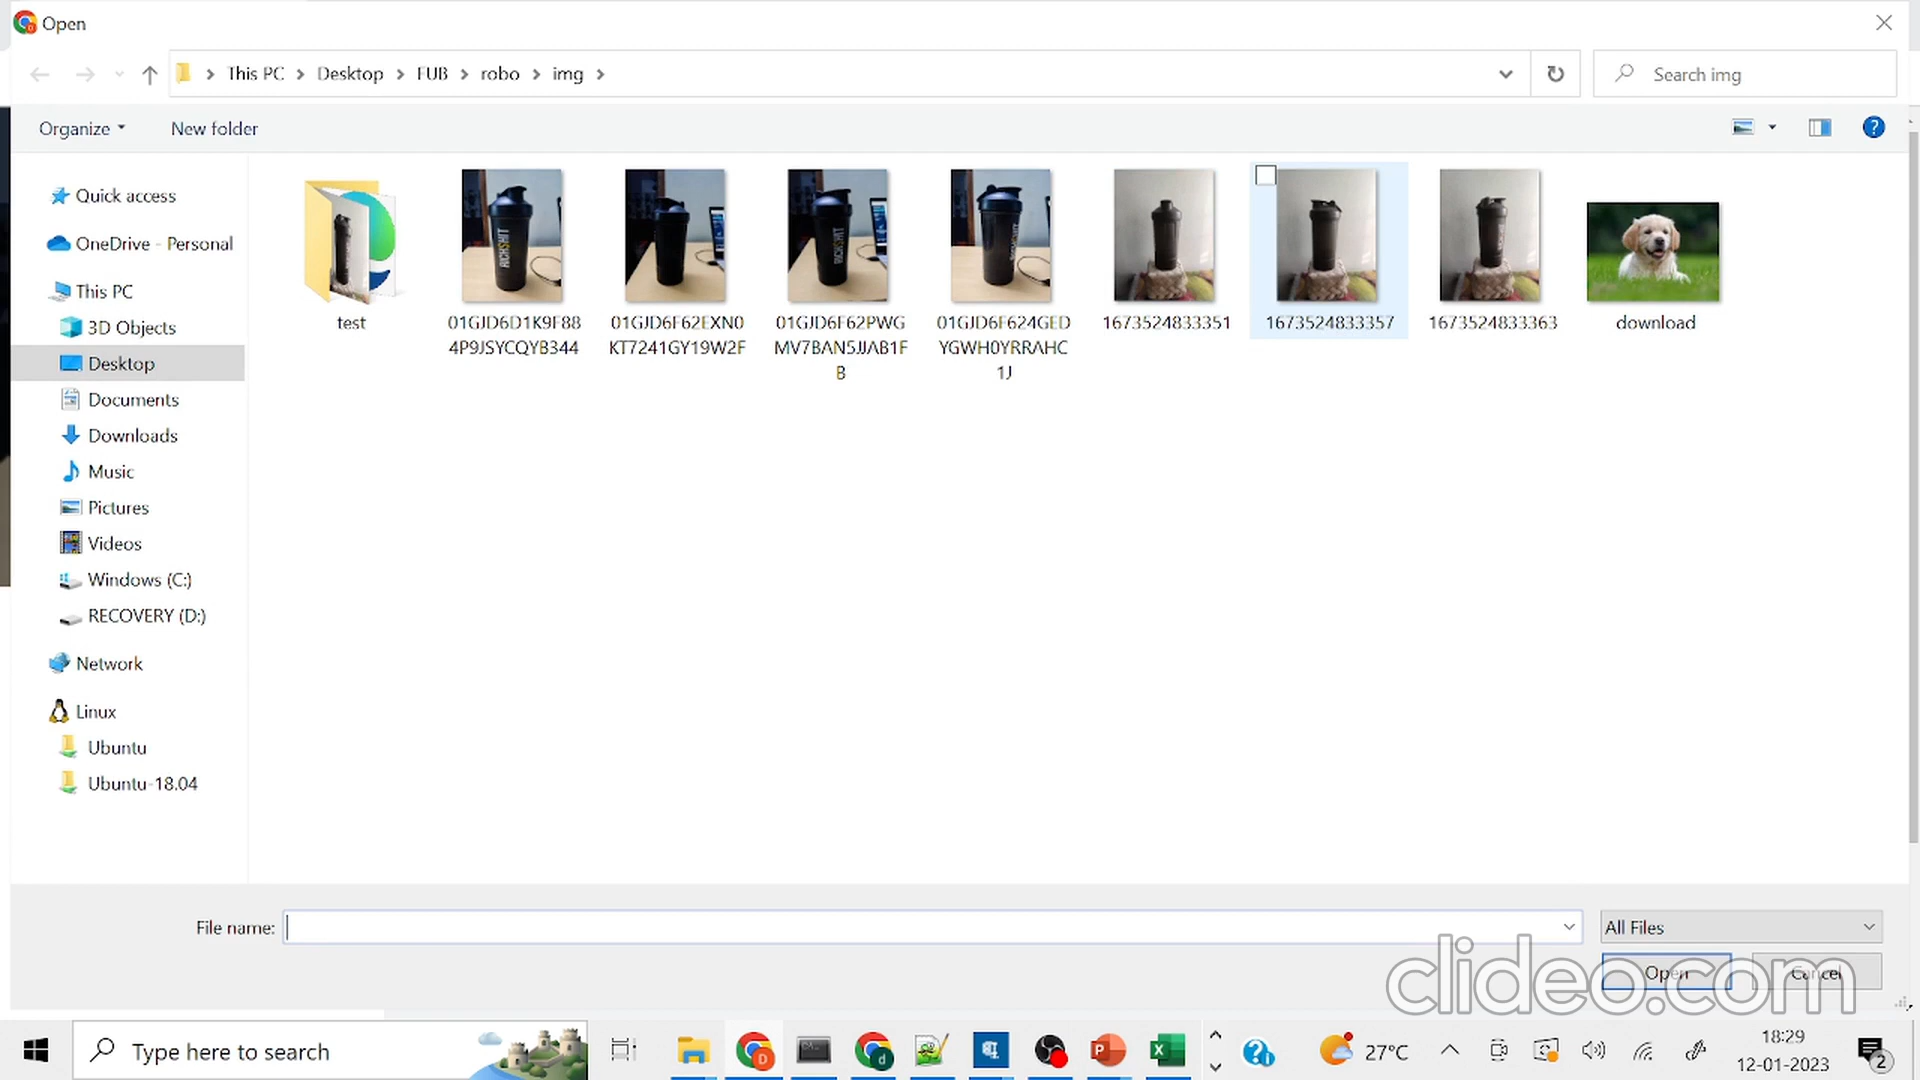 Open
This PC
Desktop
FUB
robo
img
Search img
Organize
New folder
Quick access
OneDrive - Personal
This PC
3D Objects
Desktop
Documents
Downloads
Music
Pictures
Videos
Windows (C:)
RECOVERY (D:)
Network
Linux
Ubuntu
Ubuntu-18.04
test
01GJD6D1K9F88
4P9JSYCQYB344
01GJD6F62EXN0
KT7241GY19W2F
01GJD6F62PWG
MV7BAN5JJAB1F
B
01GJD6F624GED
YGWH0YRRAHC
1J
1673524833351
1673524833357
1673524833363
download
File name:
All Files
Open
Cancel
clideo.com
Type here to search
27°C
18:29
12-01-2023
2